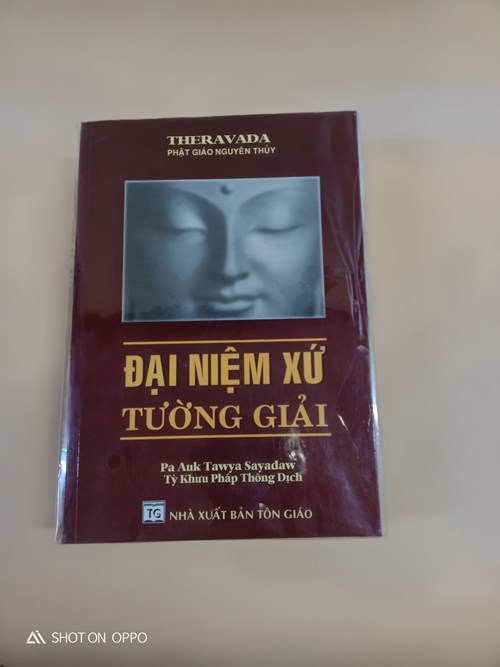 THERAVADA
PHẬT GIÁO NGUYÊN THỦY
ĐẠI NIỆM XỨ
TƯỜNG GIẢI
Pa Auk Tawya Sayadaw
Tỳ Khưu Pháp Thông Dịch
TG NHÀ XUẤT BẢN TÔN GIÁO
SHOT ON OPPO